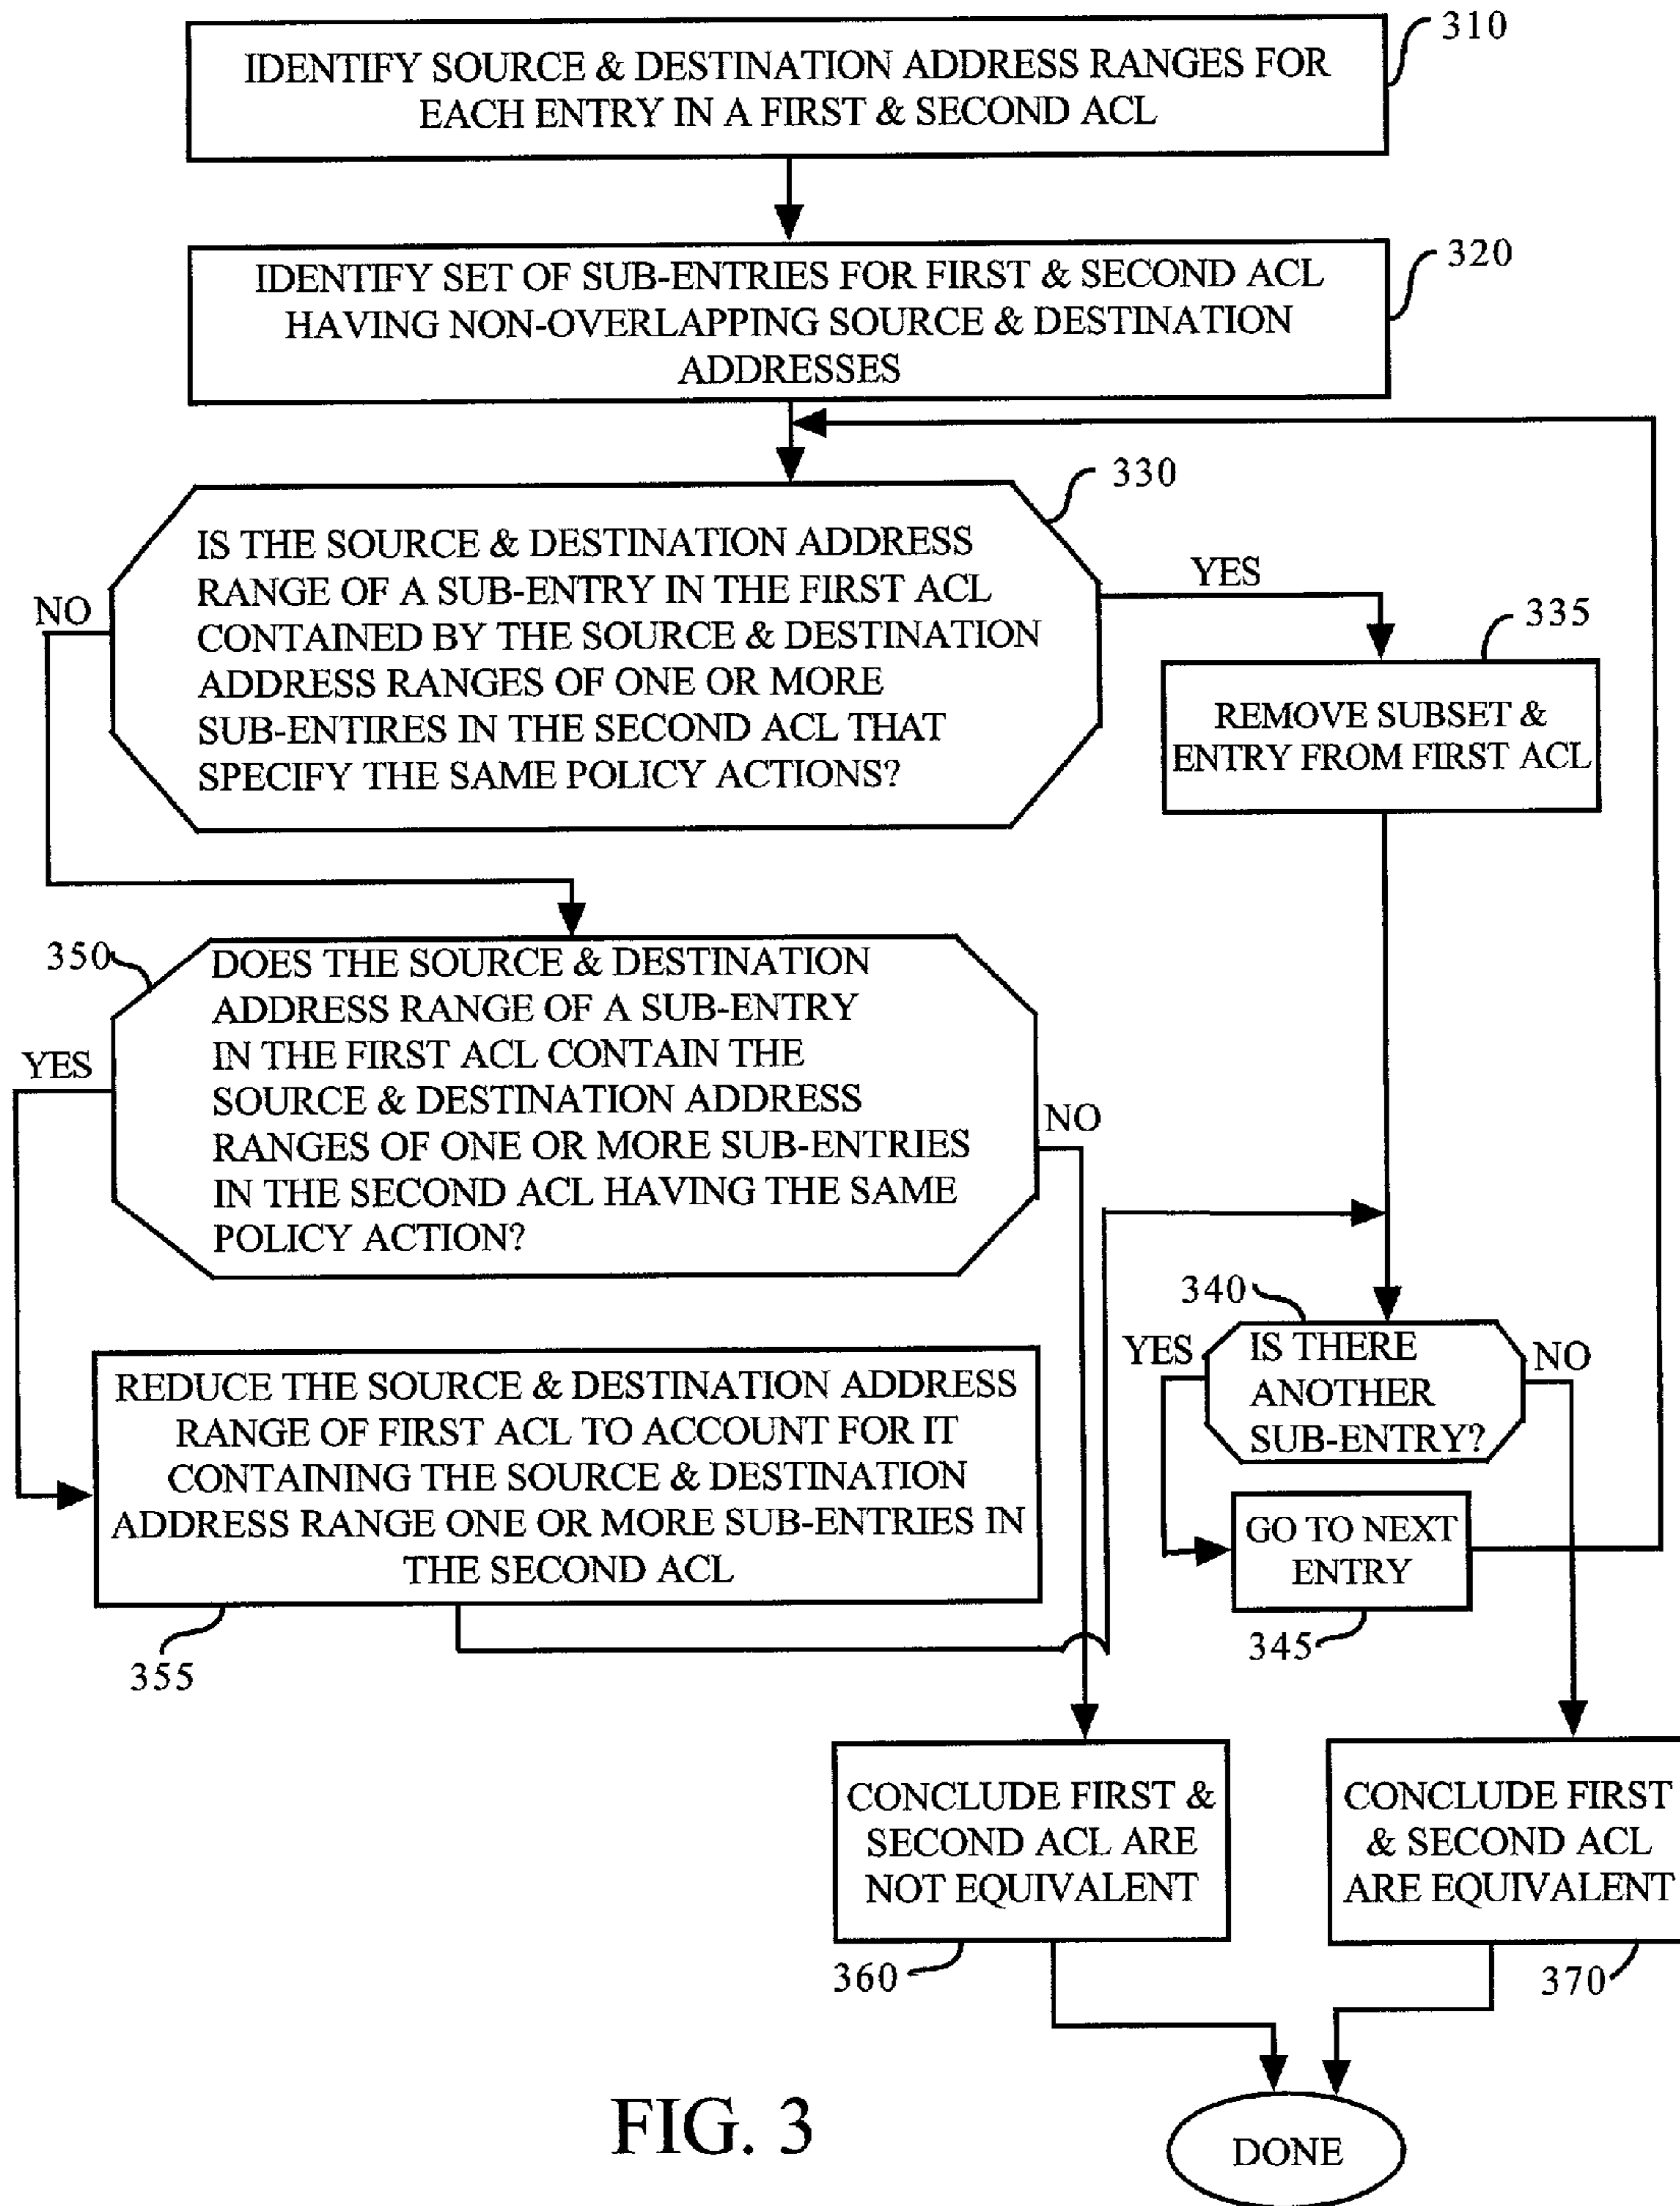 310
IDENTIFY SOURCE & DESTINATION ADDRESS RANGES FOR
EACH ENTRY IN A FIRST & SECOND ACL
320
IDENTIFY SET OF SUB-ENTRIES FOR FIRST & SECOND ACL
HAVING NON-OVERLAPPING SOURCE & DESTINATION
ADDRESSES
330
IS THE SOURCE & DESTINATION ADDRESS
RANGE OF A SUB-ENTRY IN THE FIRST ACL
CONTAINED BY THE SOURCE & DESTINATION
ADDRESS RANGES OF ONE OR MORE
SUB-ENTIRES IN THE SECOND ACL THAT
SPECIFY THE SAME POLICY ACTIONS?
NO
YES
335
REMOVE SUBSET &
ENTRY FROM FIRST ACL
350
DOES THE SOURCE & DESTINATION
ADDRESS RANGE OF A SUB-ENTRY
IN THE FIRST ACL CONTAIN THE
SOURCE & DESTINATION ADDRESS
RANGES OF ONE OR MORE SUB-ENTRIES
IN THE SECOND ACL HAVING THE SAME
POLICY ACTION?
YES
NO
340
YES
IS THERE
ANOTHER
SUB-ENTRY?
NO
REDUCE THE SOURCE & DESTINATION ADDRESS
RANGE OF FIRST ACL TO ACCOUNT FOR IT
CONTAINING THE SOURCE & DESTINATION
ADDRESS RANGE ONE OR MORE SUB-ENTRIES IN
THE SECOND ACL
355
GO TO NEXT
ENTRY
345
CONCLUDE FIRST &
SECOND ACL ARE
NOT EQUIVALENT
360
CONCLUDE FIRST
& SECOND ACL
ARE EQUIVALENT
370
DONE
FIG. 3